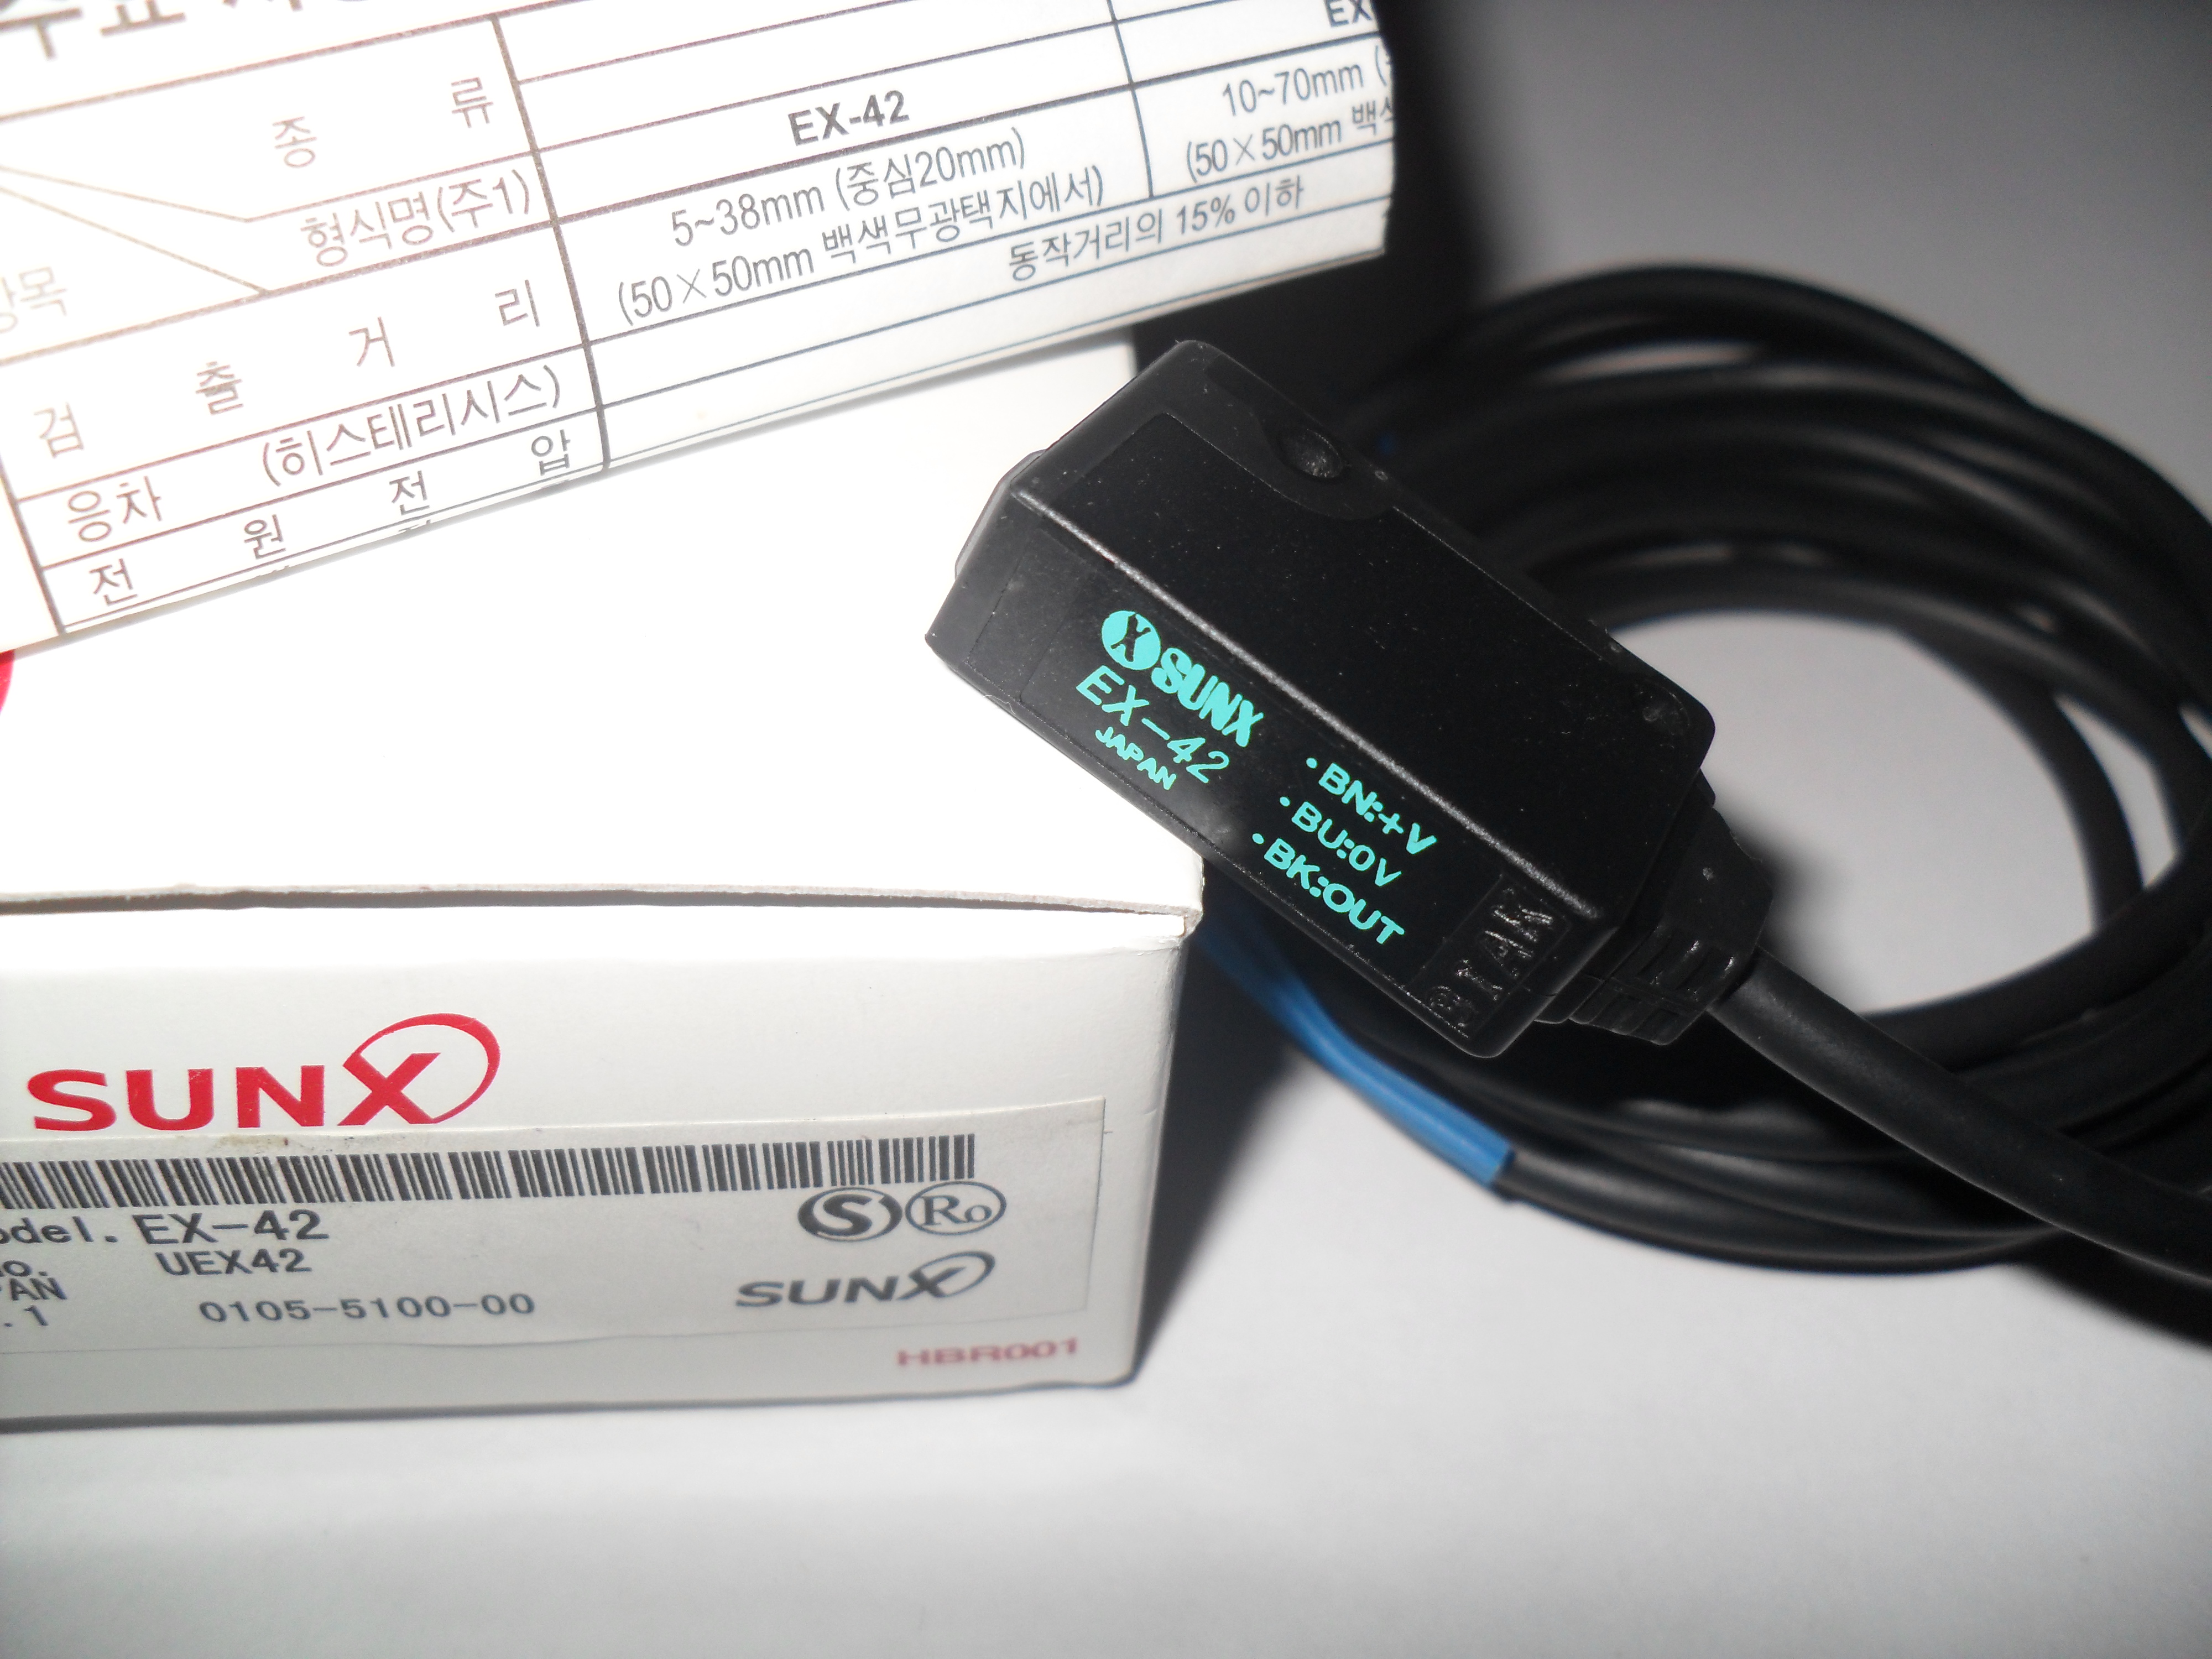 종 류
형식명(주1)
EX-42
검 출 거 리
5~38mm (중심20mm)
(50×50mm 백색무광택지에서)
10~70mm
(50×50mm
응차 (히스테리시스)
동작거리의 15% 이하
전 원 전 압
SUNX
EX-42
JAPAN
•BN:+V
•BU:0V
•BK:OUT
SUNX
EX-42
UEX42
0105-5100-00
S Ro
SUNX
HBR001